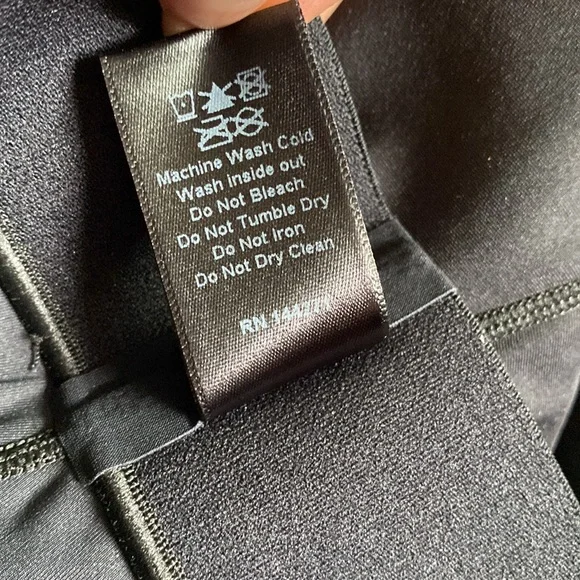 Machine Wash Cold
Wash Inside out
Do Not Bleach
Do Not Tumble Dry
Do Not Iron
Do Not Dry Clean
RN